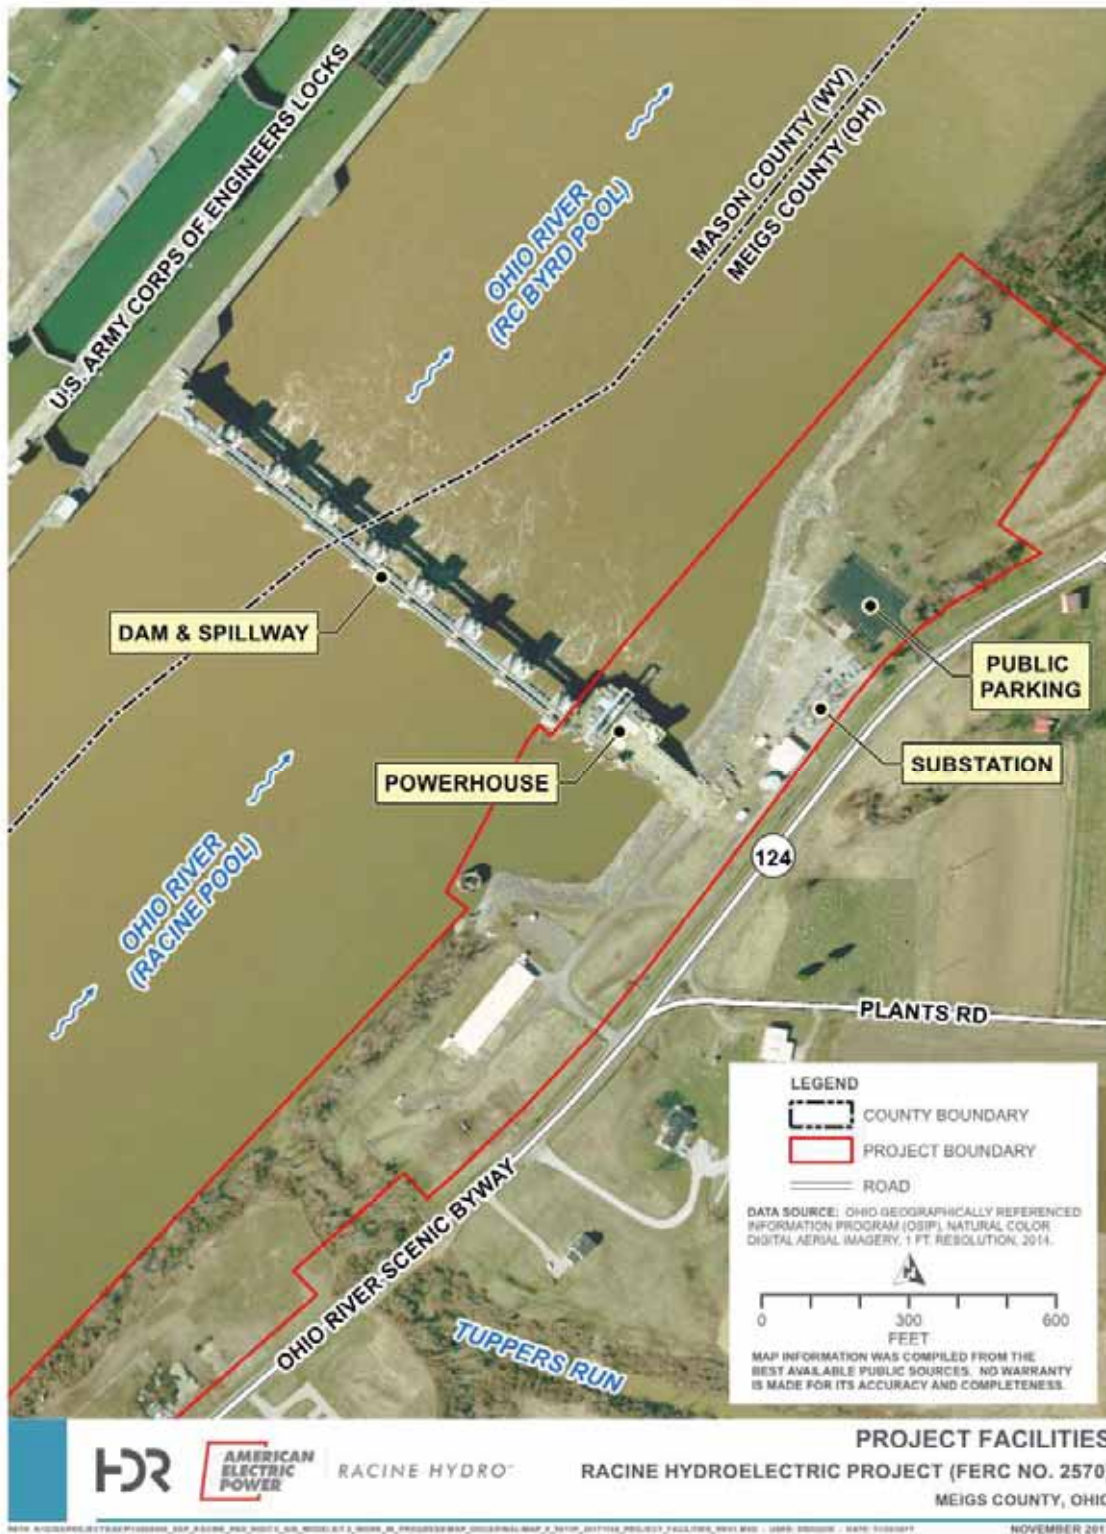 U.S. ARMY CORPS OF ENGINEERS LOCKS
MASON COUNTY (WV)
MEIGS COUNTY (OH)
OHIO RIVER
(RC BYRD POOL)
DAM & SPILLWAY
PUBLIC
PARKING
POWERHOUSE
SUBSTATION
124
OHIO RIVER
(RACINE POOL)
PLANTS RD
OHIO RIVER SCENIC BYWAY
TUPPERS RUN
LEGEND
COUNTY BOUNDARY
PROJECT BOUNDARY
ROAD
DATA SOURCE: OHIO GEOGRAPHICALLY REFERENCED
INFORMATION PROGRAM (OSIP), NATURAL COLOR
DIGITAL AERIAL IMAGERY, 1 FT. RESOLUTION, 2014.
0 300 600
FEET
MAP INFORMATION WAS COMPILED FROM THE
BEST AVAILABLE PUBLIC SOURCES. NO WARRANTY
IS MADE FOR ITS ACCURACY AND COMPLETENESS.
HDR
AMERICAN
ELECTRIC
POWER
RACINE HYDRO
PROJECT FACILITIES
RACINE HYDROELECTRIC PROJECT (FERC NO. 2570
MEIGS COUNTY, OHIO
NOVEMBER 201